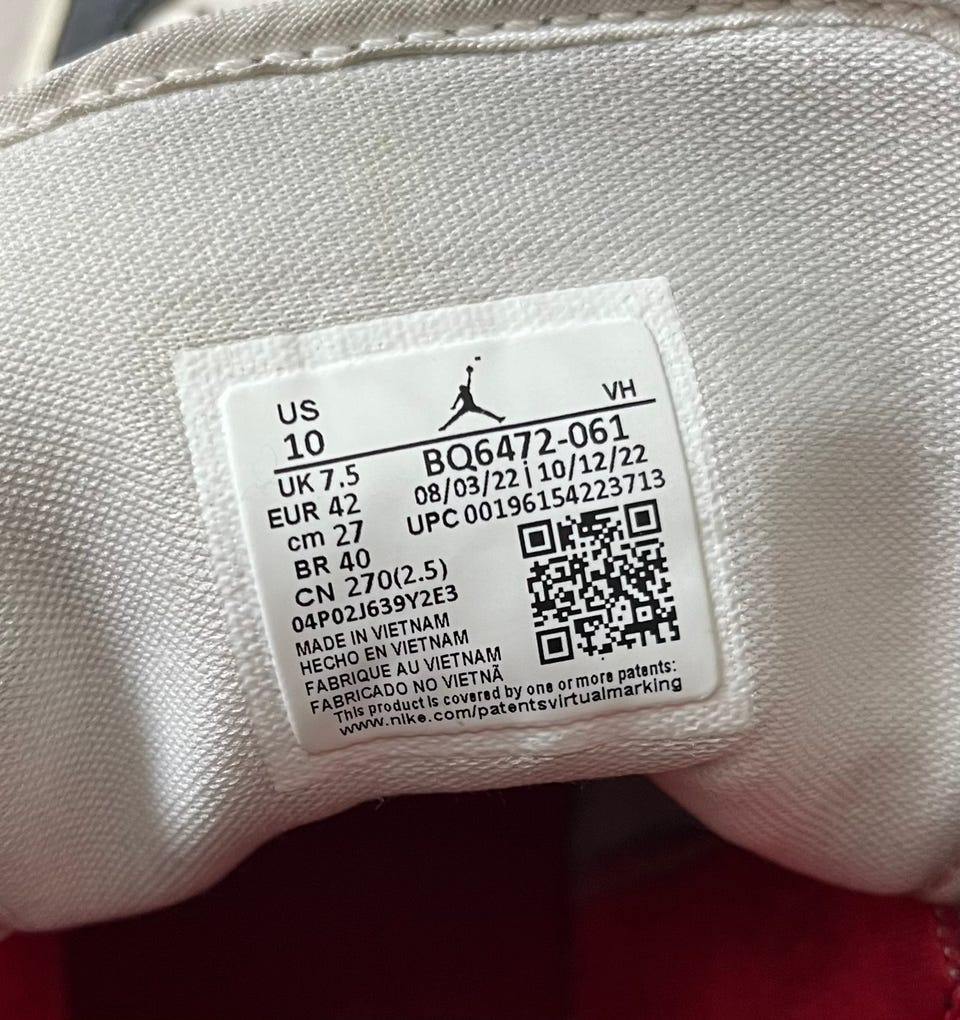 US VH
10
UK 7.5 BQ6472-061
EUR 42 08/03/22 | 10/12/22
cm 27 UPC 00196154223713
BR 40
CN 270(2.5)
04P02J639Y2E3
MADE IN VIETNAM
HECHO EN VIETNAM
FABRIQUE AU VIETNAM
FABRICADO NO VIETNÃ
This product is covered by one or more patents:
www.nike.com/patentsvirtualmarking